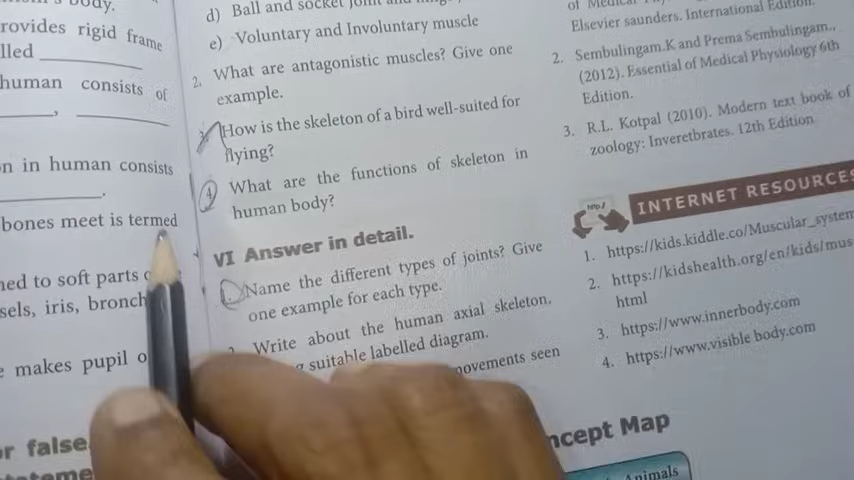 body.
rovides rigid frame
lled
human consists of
,
n in human consists
.
bones meet is termed
ned to soft parts
sels, iris, bronch
makes pupil o
r false
d) Ball and socket
e) Voluntary and Involuntary muscle
2. What are antagonistic muscles? Give one
example.
How is the skeleton of a bird well-suited for
flying?
4. What are the functions of skeleton in
human body?
VI Answer in detail.
1. Name the different types of joints? Give
one example for each type.
Write about the human axial skeleton,
suitable labelled diagram.
ovements seen
of Medical
Elsevier saunders. International Edition.
2. Sembulingam.K and Prema Sembulingam.,
(2012). Essential of Medical Physiology 6th
Edition.
3. R.L. Kotpal (2010). Modern text book of
zoology: Inveretbrates. 12th Edition
INTERNET RESOURCES
1. https://kids.kiddle.co/Muscular_system
2. https://kidshealth.org/en/kids/mus
html
3. https://www.innerbody.com
4. https://www.visible body.com
ncept Map
Animals